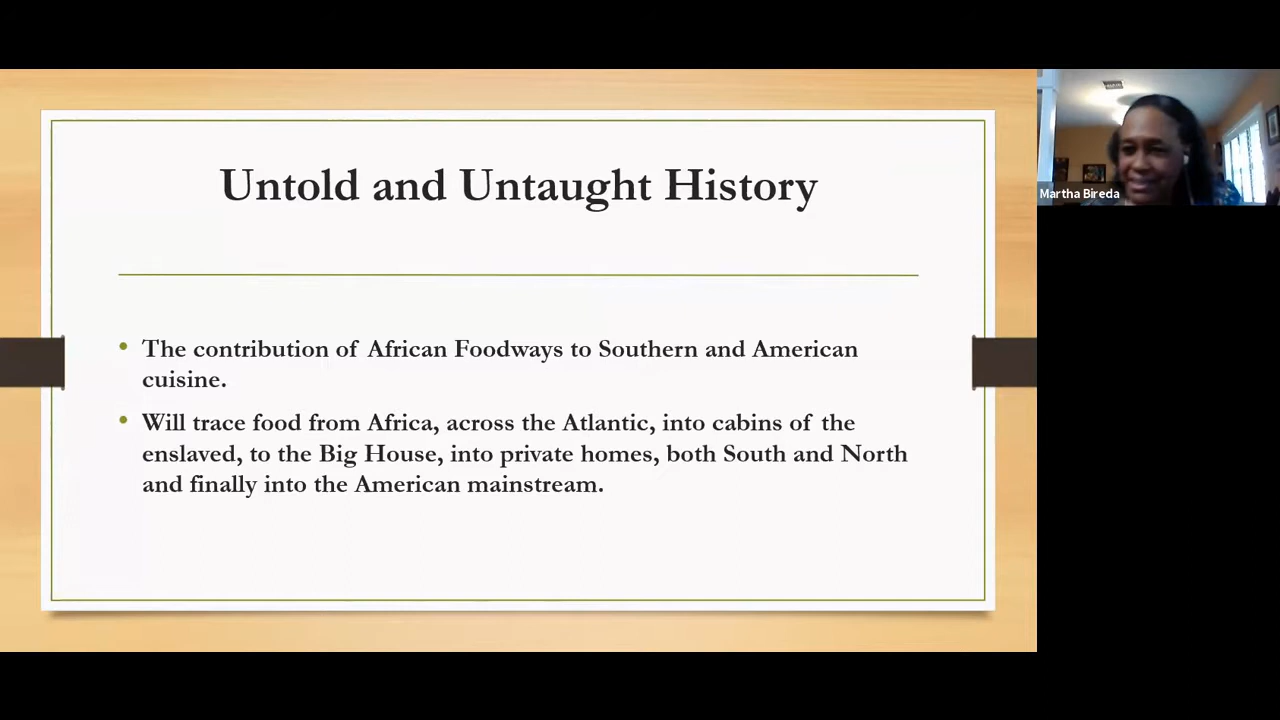 Untold and Untaught History
• The contribution of African Foodways to Southern and American
cuisine.
• Will trace food from Africa, across the Atlantic, into cabins of the
enslaved, to the Big House, into private homes, both South and North
and finally into the American mainstream.
Martha Bireda